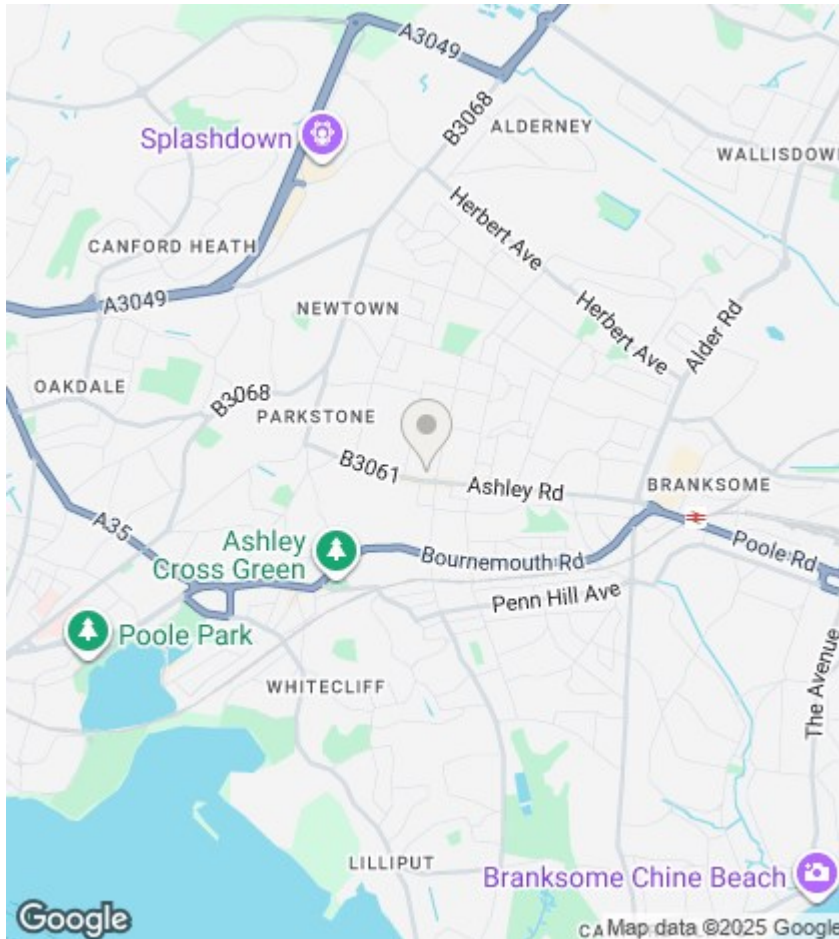 A3049
Splashdown
B3068
ALDERNEY
WALLISDOW
CANFORD HEATH
Herbert Ave
A3049
NEWTOWN
Herbert Ave
Alder Rd
OAKDALE
B3068
PARKSTONE
B3061
Ashley Rd
BRANKSOME
A35
Ashley
Cross Green
Bournemouth Rd
Poole Rd
Penn Hill Ave
Poole Park
The Avenue
WHITECLIFF
LILLIPUT
Branksome Chine Beach
Google
CA
Map data ©2025 Google